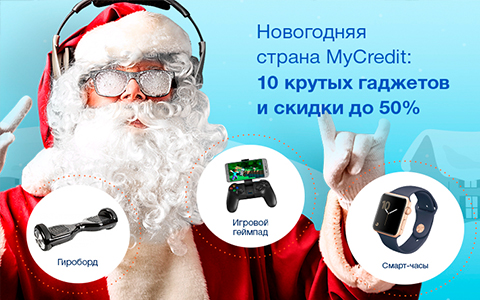 Новогодняя
страна MyCredit:
10 крутых гаджетов
и скидки до 50%
Гироборд
Игровой
геймпад
Смарт-часы